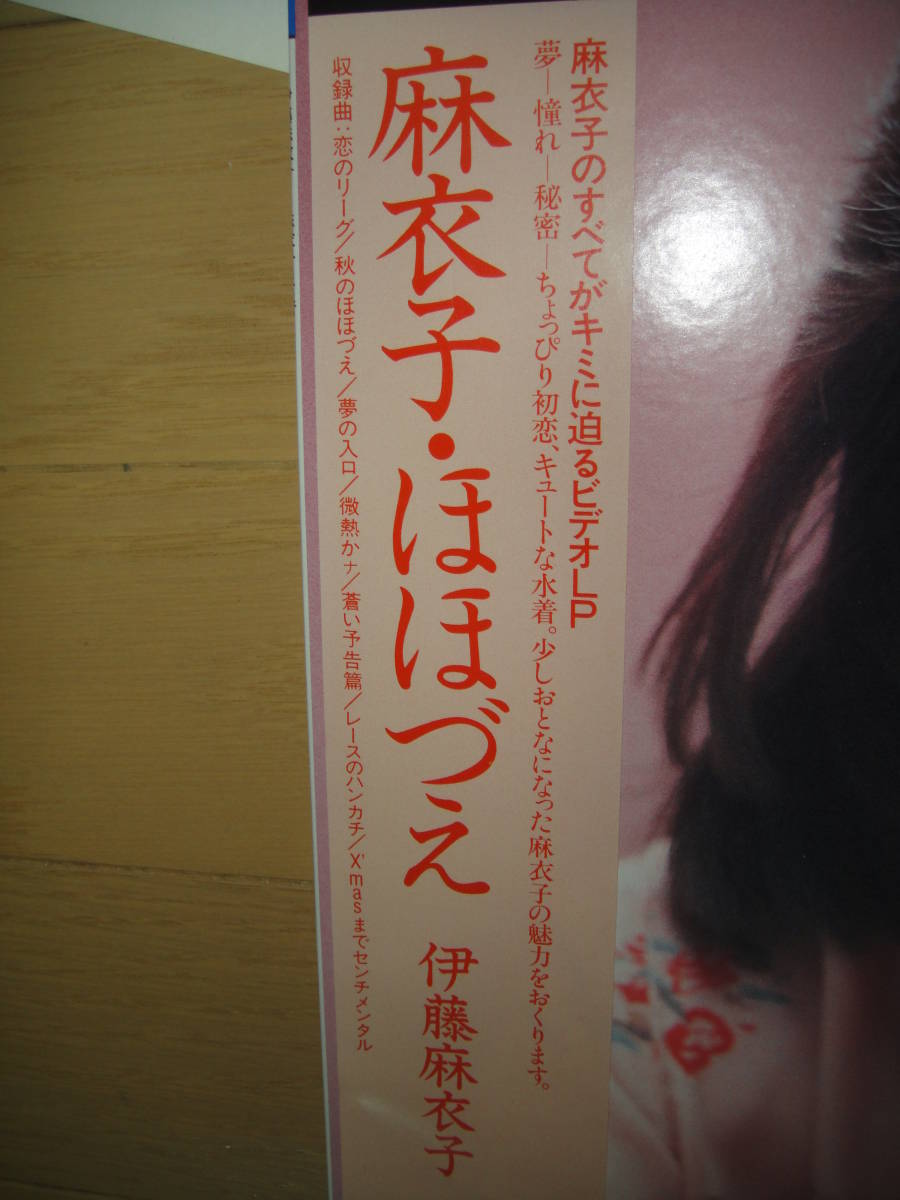 麻衣子のすべてがキミに迫るビデオLP
夢―憧れ―秘密―ちょっぴり初恋、キュートな水着。少しおとなになった麻衣子の魅力をおくります。
麻衣子・ほほづえ 伊藤麻衣子
収録曲：恋のリーグ/秋のほほづえ/夢の入口/微熱かナ/蒼い予告篇/レースのハンカチ/X'masまでセンチメンタル